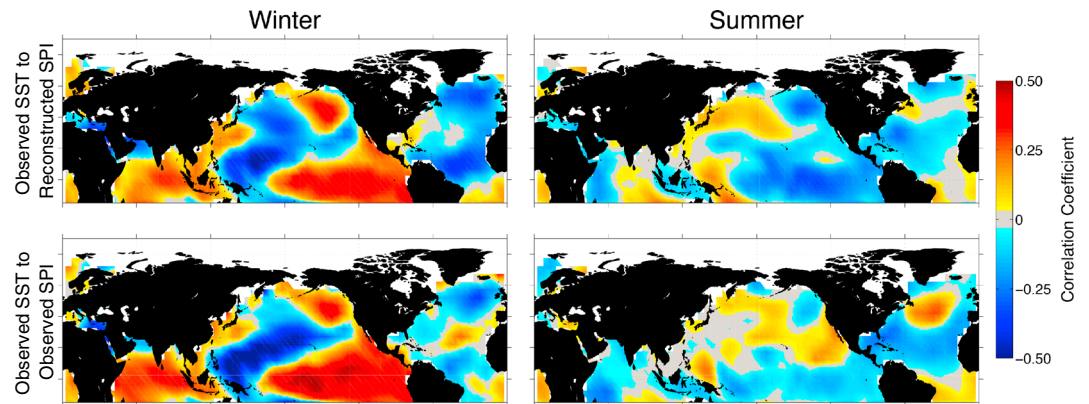 Winter
Summer
Observed SST to
Reconstructed SPI
0.50
0.25
0
−0.25
−0.50
Correlation Coefficient
Observed SST to
Observed SPI